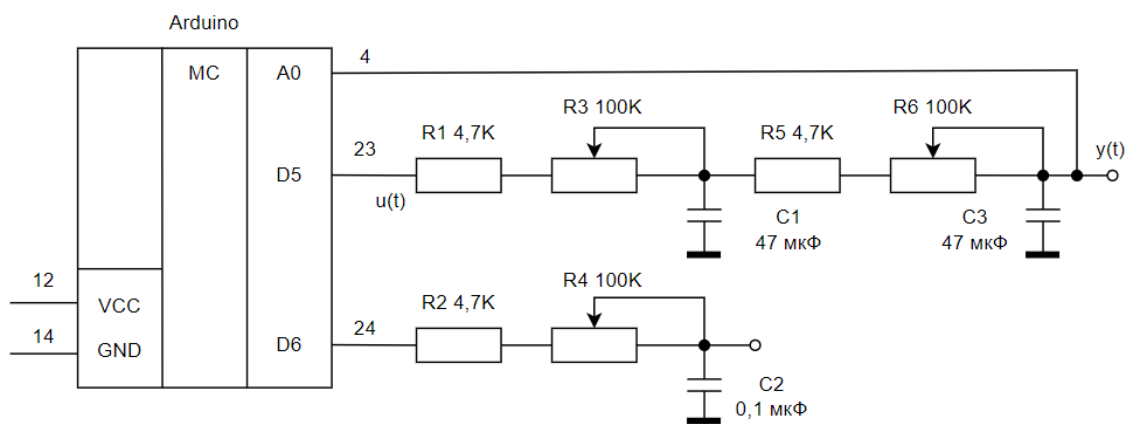 Arduino
MC
A0
4
R3 100K
R6 100K
R1 4,7K
R5 4,7K
23
D5
u(t)
y(t)
C1
47 мкФ
C3
47 мкФ
12
VCC
14
GND
R4 100K
R2 4,7K
24
D6
C2
0,1 мкФ